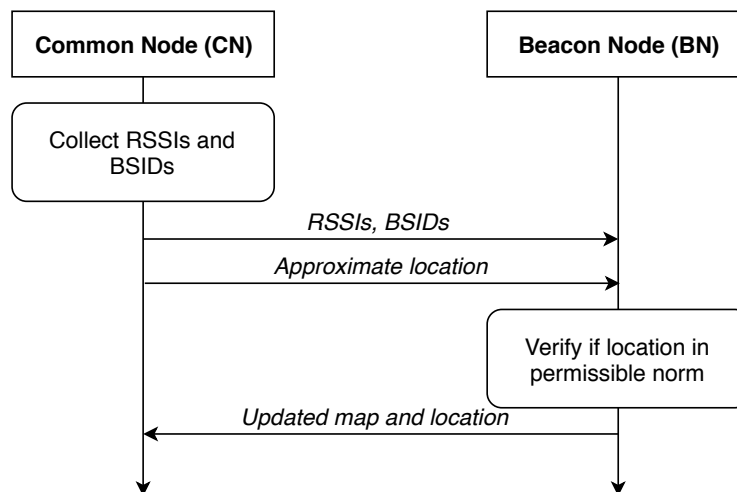 Common Node (CN)
Beacon Node (BN)
Collect RSSIs and
BSIDs
RSSIs, BSIDs
Approximate location
Verify if location in
permissible norm
Updated map and location